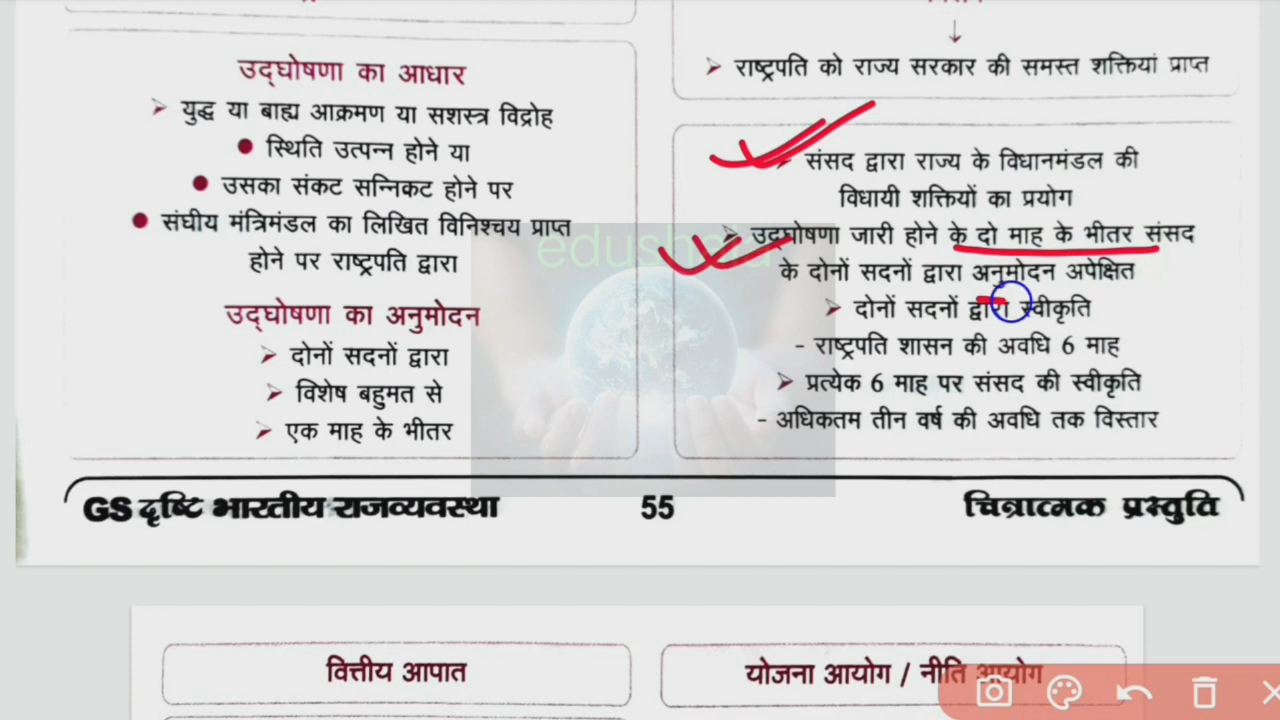 उद्घोषणा का आधार
युद्ध या बाह्य आक्रमण या सशस्त्र विद्रोह
स्थिति उत्पन्न होने या
उसका संकट सन्निकट होने पर
संघीय मंत्रिमंडल का लिखित विनिश्चय प्राप्त
होने पर राष्ट्रपति द्वारा
उद्घोषणा का अनुमोदन
दोनों सदनों द्वारा
विशेष बहुमत से
एक माह के भीतर
राष्ट्रपति को राज्य सरकार की समस्त शक्तियां प्राप्त
संसद द्वारा राज्य के विधानमंडल की
विधायी शक्तियों का प्रयोग
उद्घोषणा जारी होने के दो माह के भीतर संसद
के दोनों सदनों द्वारा अनुमोदन अपेक्षित
दोनों सदनों द्वारा स्वीकृति
- राष्ट्रपति शासन की अवधि 6 माह
प्रत्येक 6 माह पर संसद की स्वीकृति
- अधिकतम तीन वर्ष की अवधि तक विस्तार
GS दृष्टि भारतीय राजव्यवस्था 55 चित्रात्मक प्रस्तुति
वित्तीय आपात
योजना आयोग / नीति आयोग